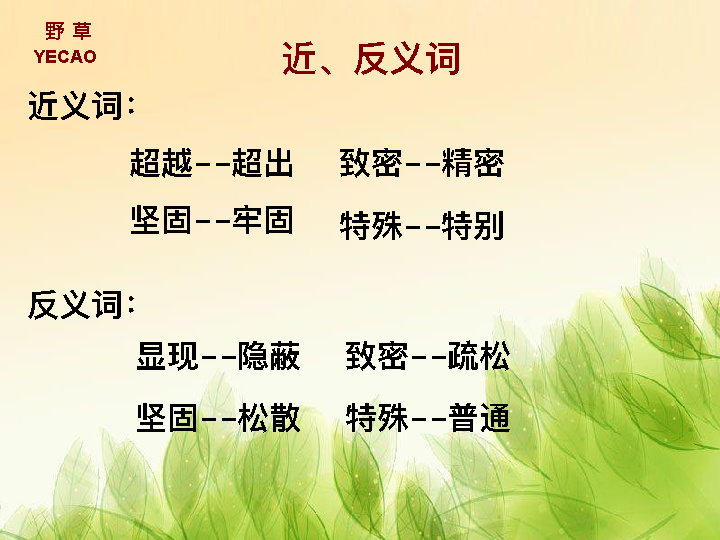 野 草
YECAO
近、反义词
近义词：
超越--超出 致密--精密
坚固--牢固 特殊--特别
反义词：
显现--隐蔽 致密--疏松
坚固--松散 特殊--普通